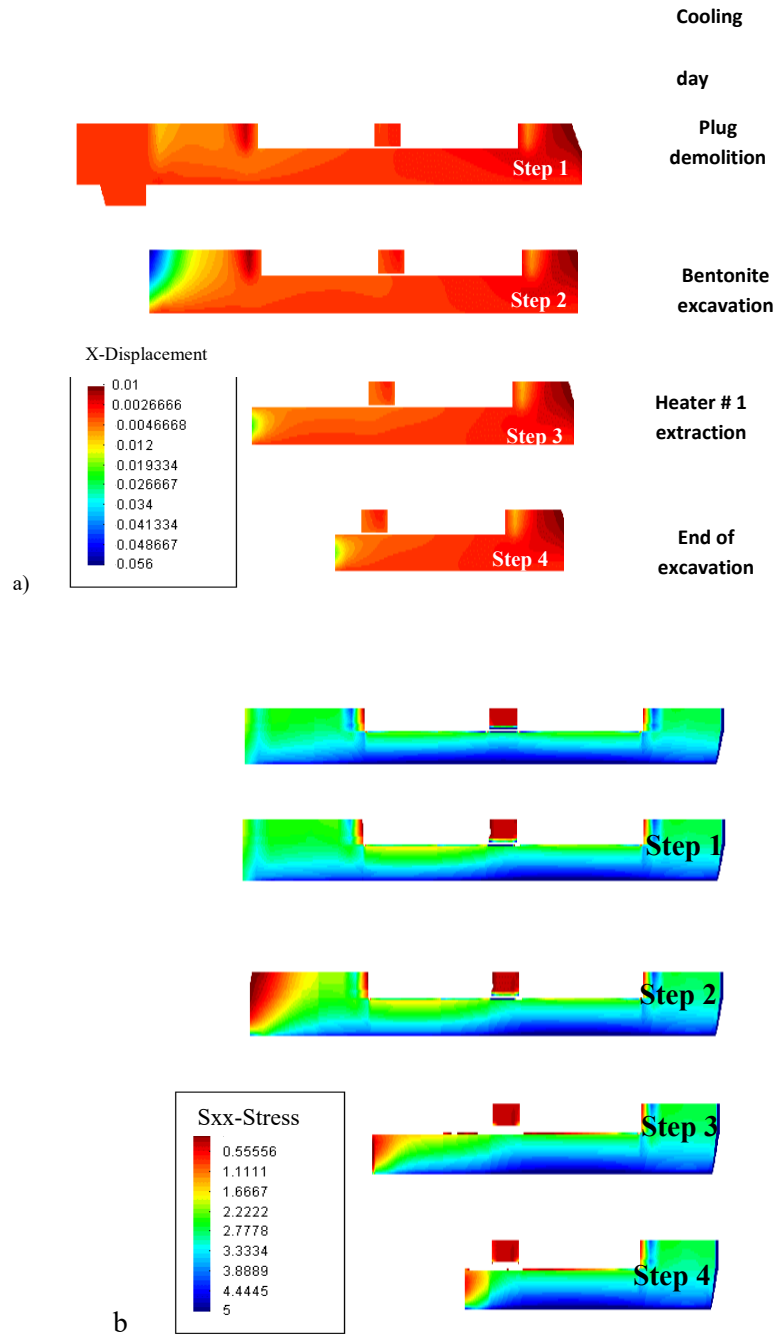 Cooling
day
Plug
demolition
Step 1
Bentonite
excavation
Step 2
X-Displacement
0.01
0.0026666
-0.0046668
-0.012
-0.019334
-0.026667
-0.034
-0.041334
-0.048667
-0.056
Heater # 1
extraction
Step 3
End of
excavation
Step 4
a)
Step 1
Step 2
Step 3
Sxx-Stress
0.55556
1.1111
1.6667
2.2222
2.7778
3.3334
3.8889
4.4445
5
Step 4
b